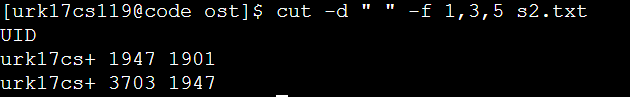 [urk17cs119@code ost]$ cut -d " " -f 1,3,5 s2.txt
UID
urk17cs+ 1947 1901
urk17cs+ 3703 1947